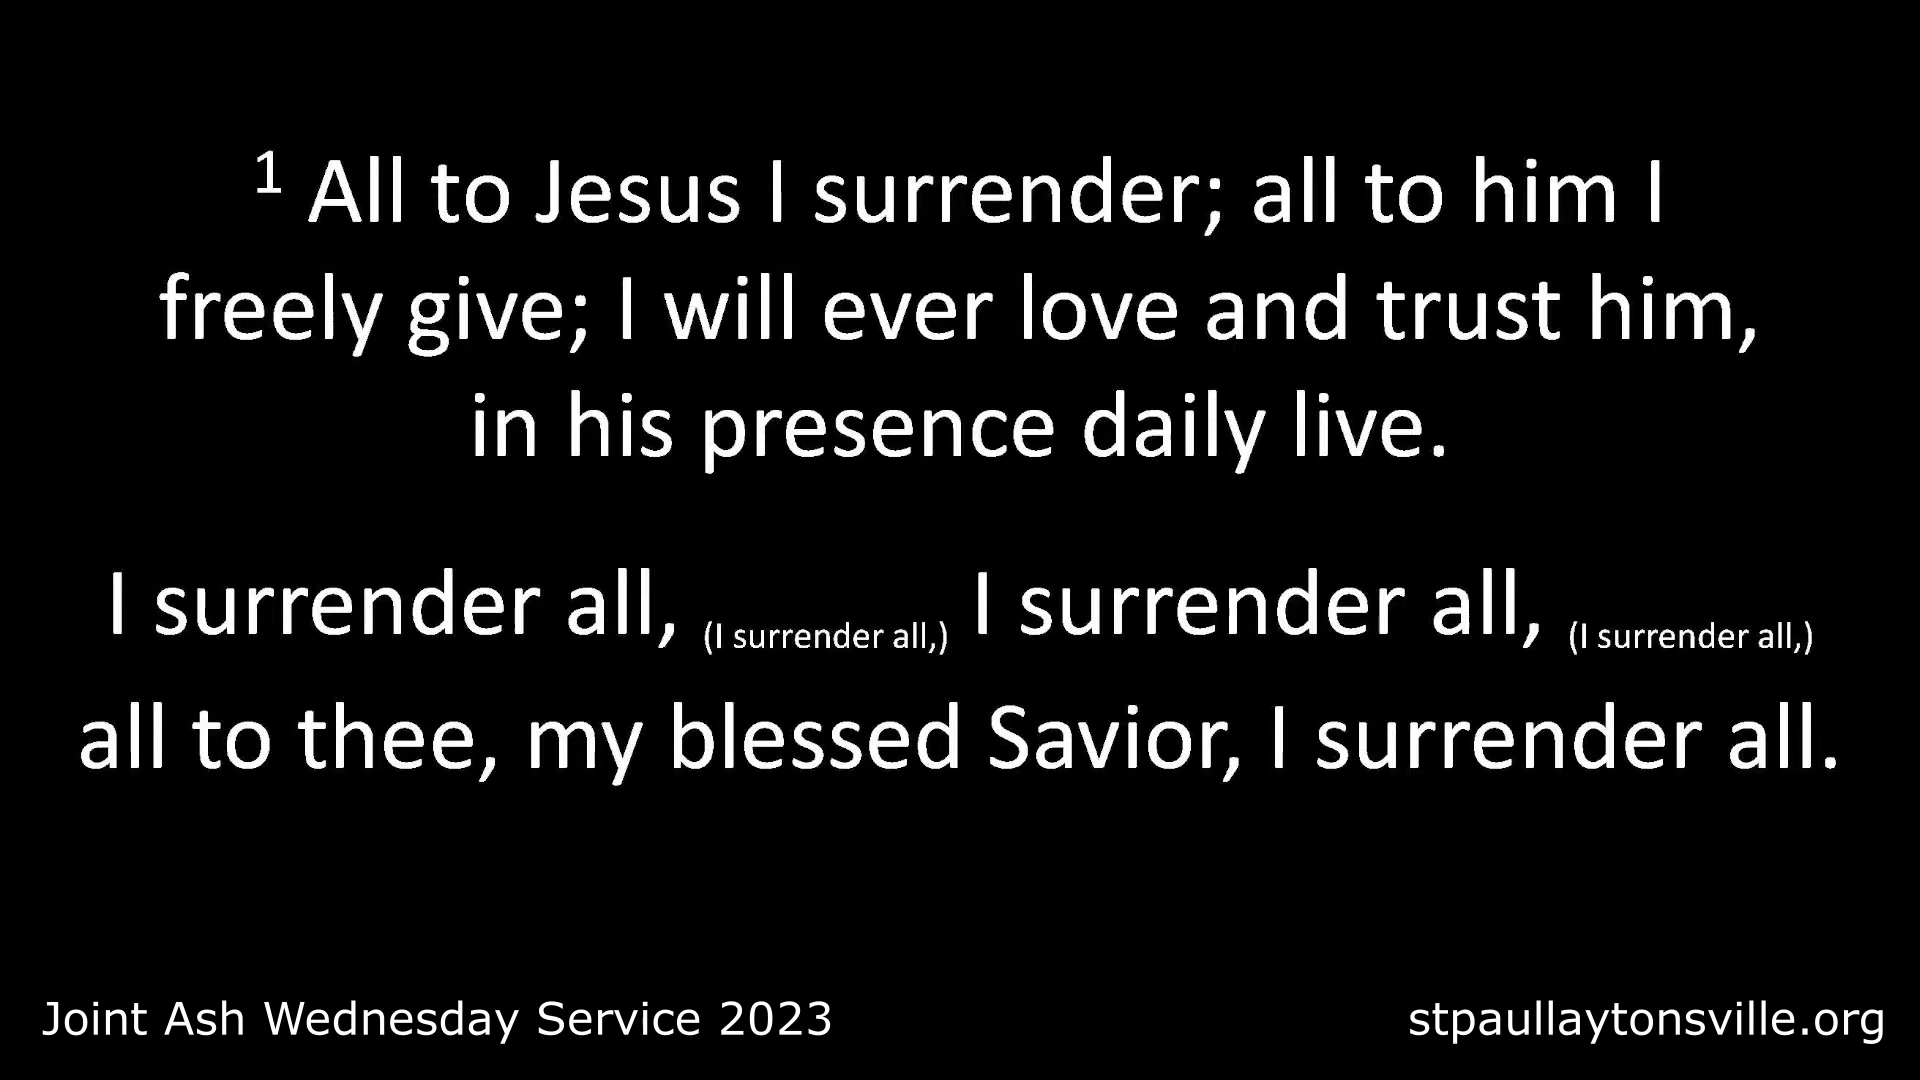 1 All to Jesus I surrender; all to him I
freely give; I will ever love and trust him,
in his presence daily live.
I surrender all, (I surrender all,) I surrender all, (I surrender all,)
all to thee, my blessed Savior, I surrender all.
Joint Ash Wednesday Service 2023
stpaullaytonsville.org